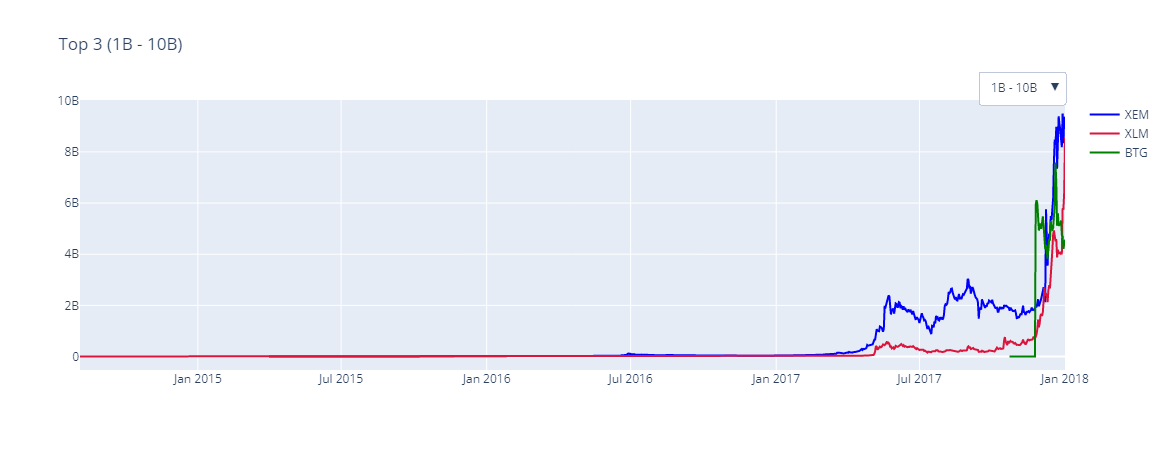 Top 3 (1B - 10B)
1B - 10B ▼
10B
8B
6B
4B
2B
0
Jan 2015
Jul 2015
Jan 2016
Jul 2016
Jan 2017
Jul 2017
Jan 2018
XEM
XLM
BTG